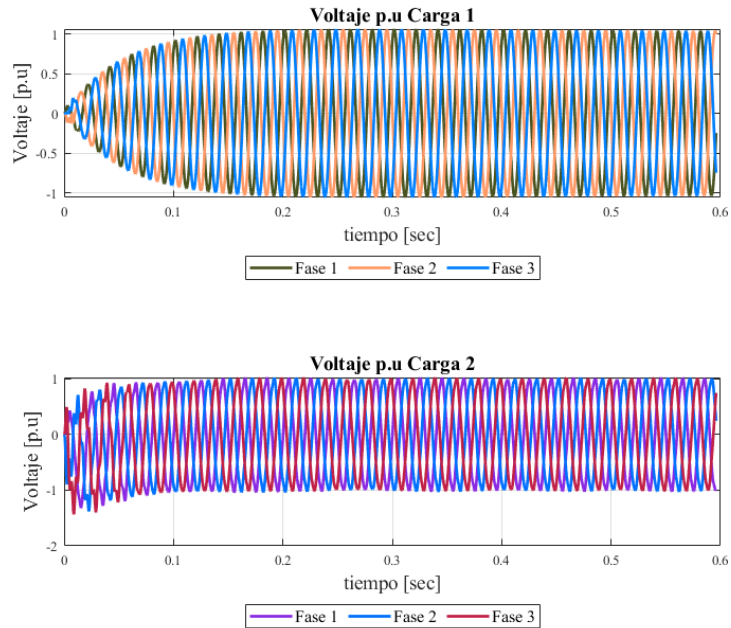 Voltaje p.u Carga 1
Voltaje [p.u]
1
0.5
0
-0.5
-1
0 0.1 0.2 0.3 0.4 0.5 0.6
tiempo [sec]
Fase 1 Fase 2 Fase 3
Voltaje p.u Carga 2
Voltaje [p.u]
1
0
-1
-2
0 0.1 0.2 0.3 0.4 0.5 0.6
tiempo [sec]
Fase 1 Fase 2 Fase 3